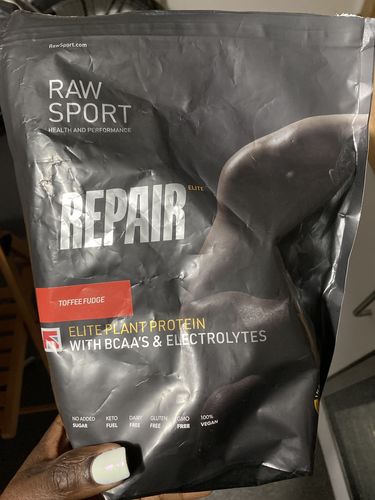 RawSport.com
RAW
SPORT
HEALTH AND PERFORMANCE
REPAIR ELITE
TOFFEE FUDGE
ELITE PLANT PROTEIN
WITH BCAA'S & ELECTROLYTES
NO ADDED KETO DAIRY GLUTEN GMO 100%
SUGAR FUEL FREE FREE FREE VEGAN